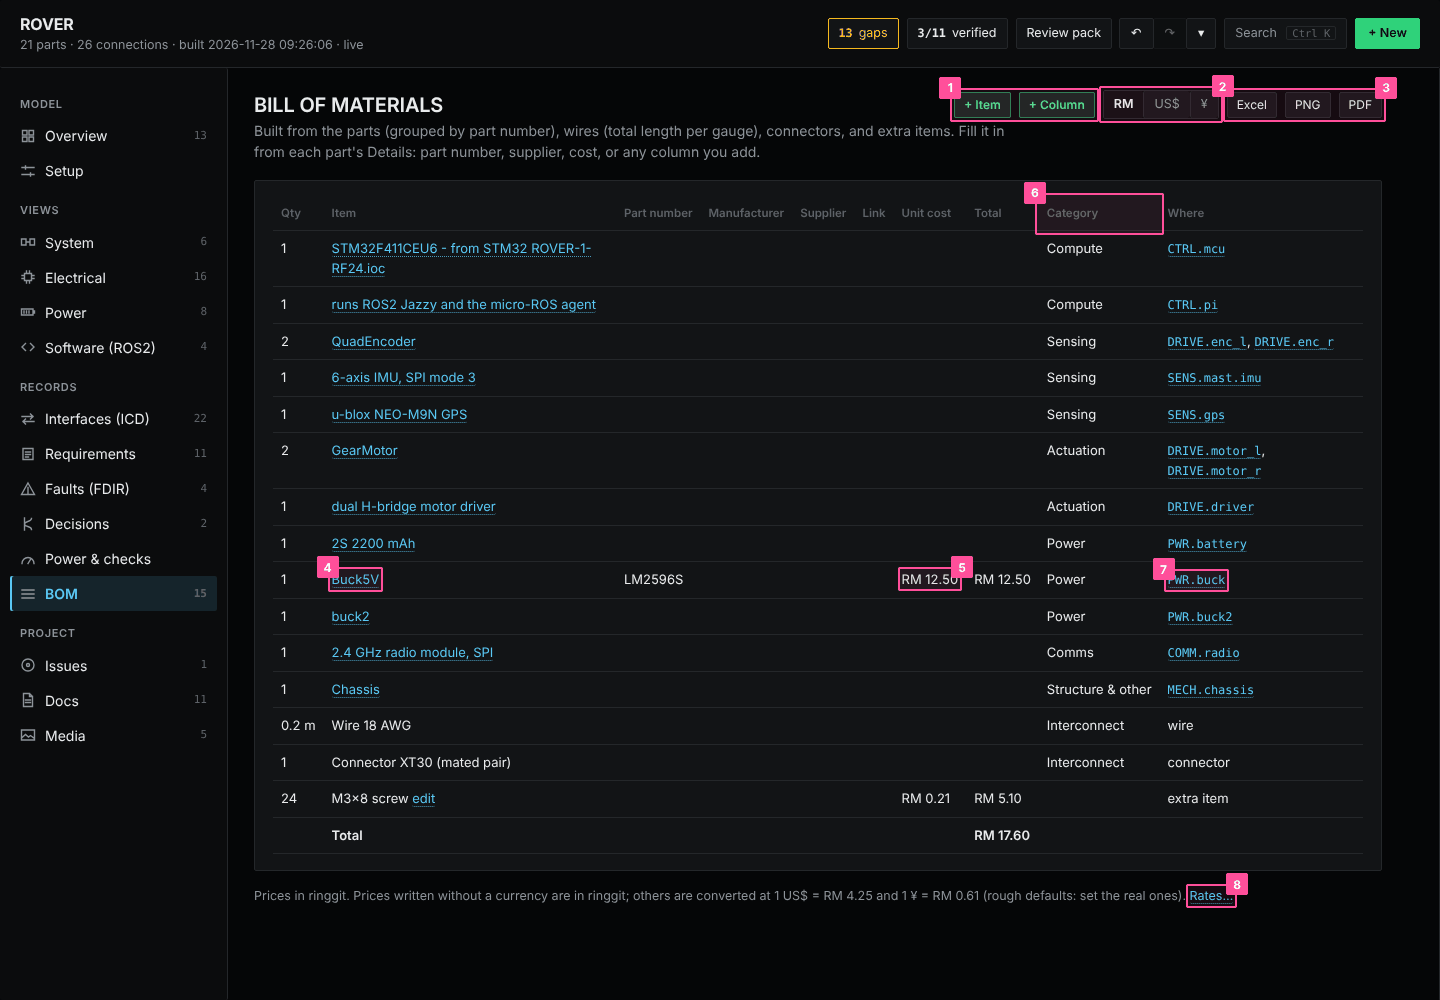 ROVER
21 parts · 26 connections · built 2026-11-28 09:26:06 · live
13 gaps
3/11 verified
Review pack
↶
↷
▾
Search Ctrl K
+ New
MODEL
Overview 13
Setup
VIEWS
System 6
Electrical 16
Power 8
Software (ROS2) 4
RECORDS
Interfaces (ICD) 22
Requirements 11
Faults (FDIR) 4
Decisions 2
Power & checks
BOM 15
PROJECT
Issues 1
Docs 11
Media 5
BILL OF MATERIALS
1
+ Item
+ Column
2
RM US$ ¥
3
Excel
PNG
PDF
Built from the parts (grouped by part number), wires (total length per gauge), connectors, and extra items. Fill it in
from each part's Details: part number, supplier, cost, or any column you add.
6
Qty Item Part number Manufacturer Supplier Link Unit cost Total Category Where
1 STM32F411CEU6 - from STM32 ROVER-1- Compute CTRL.mcu
RF24.ioc
1 runs ROS2 Jazzy and the micro-ROS agent Compute CTRL.pi
2 QuadEncoder Sensing DRIVE.enc_l, DRIVE.enc_r
1 6-axis IMU, SPI mode 3 Sensing SENS.mast.imu
1 u-blox NEO-M9N GPS Sensing SENS.gps
2 GearMotor Actuation DRIVE.motor_l,
DRIVE.motor_r
1 dual H-bridge motor driver Actuation DRIVE.driver
1 2S 2200 mAh Power PWR.battery
4 5 7
1 Buck5V LM2596S RM 12.50 RM 12.50 Power PWR.buck
1 buck2 Power PWR.buck2
1 2.4 GHz radio module, SPI Comms COMM.radio
1 Chassis Structure & other MECH.chassis
0.2 m Wire 18 AWG Interconnect wire
1 Connector XT30 (mated pair) Interconnect connector
24 M3×8 screw edit RM 0.21 RM 5.10 extra item
Total RM 17.60
8
Prices in ringgit. Prices written without a currency are in ringgit; others are converted at 1 US$ = RM 4.25 and 1 ¥ = RM 0.61 (rough defaults: set the real ones). Rates...